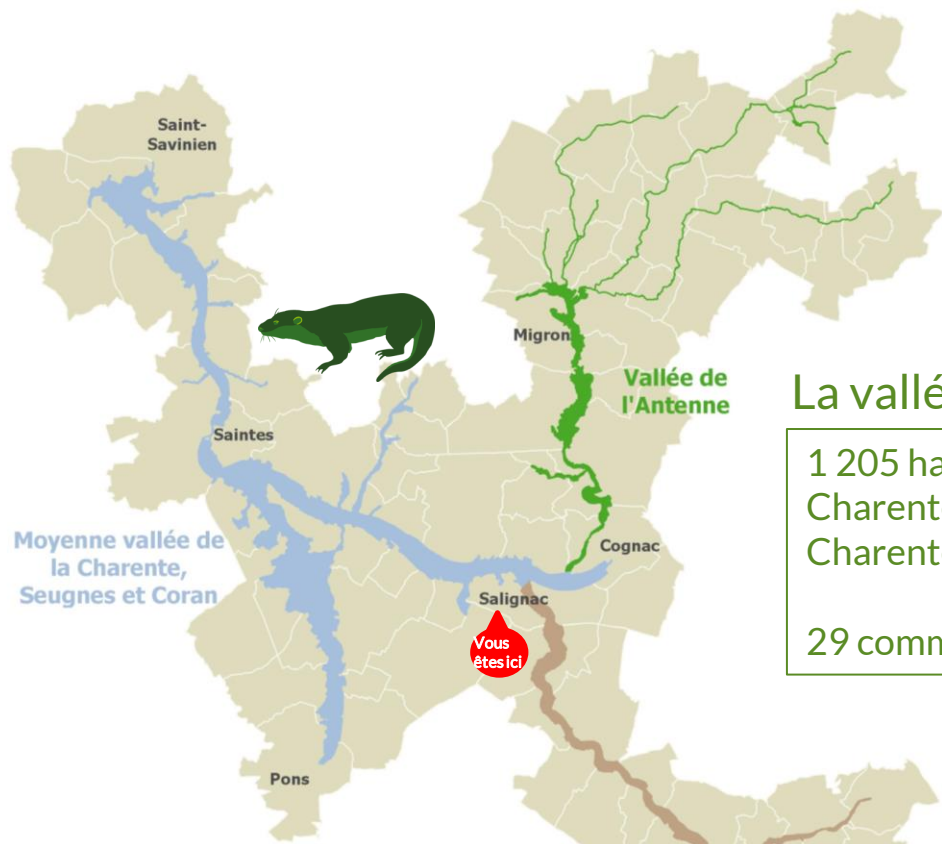 Saint-
Savinien
Migron
Vallée de
l'Antenne
La vallé
Saintes
1 205 ha
Charent
Charent
29 comm
Moyenne vallée de
la Charente,
Seugnes et Coran
Cognac
Salignac
Vous
êtes ici
Pons